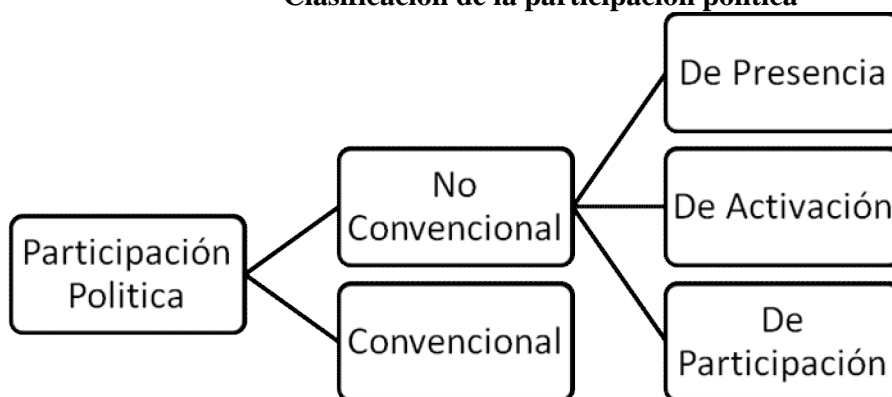 Clasificación de la participación política
De Presencia
No
Convencional
De Activación
Participación
Politica
Convencional
De
Participación